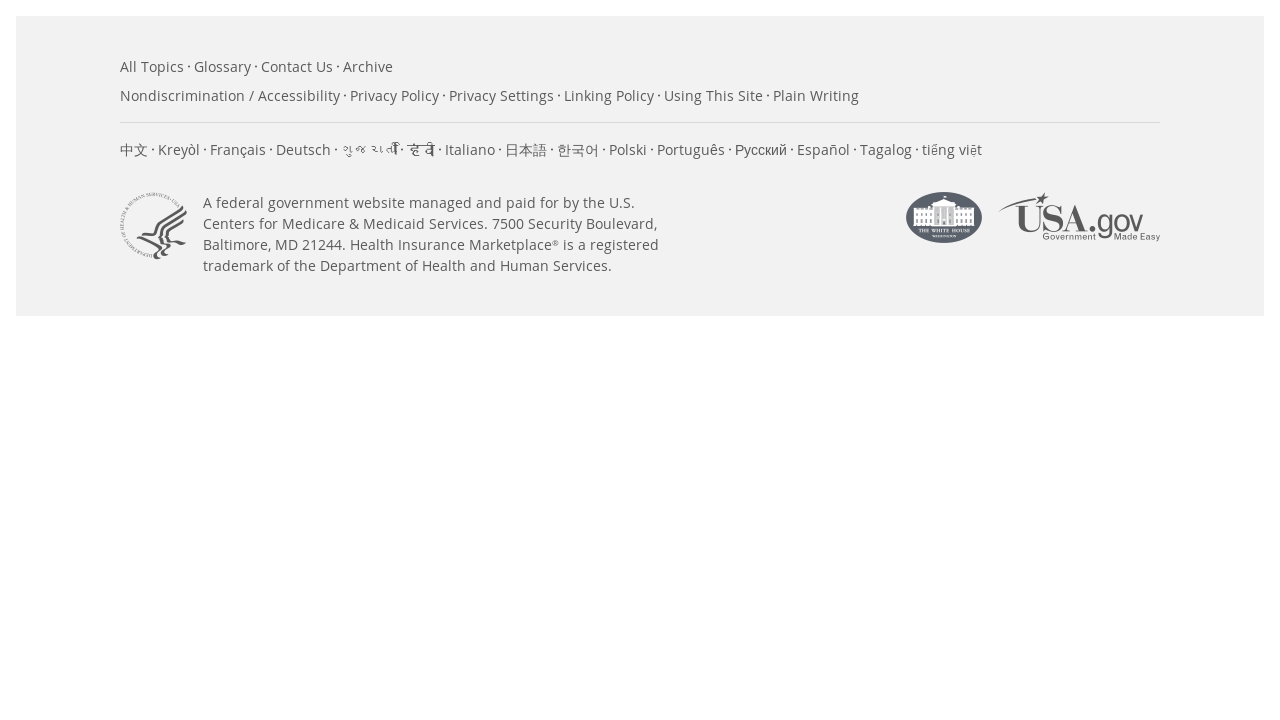 All Topics · Glossary · Contact Us · Archive
Nondiscrimination / Accessibility · Privacy Policy · Privacy Settings · Linking Policy · Using This Site · Plain Writing
中文 · Kreyòl · Français · Deutsch · ગુજરાતી · हिंदी · Italiano · 日本語 · 한국어 · Polski · Português · Русский · Español · Tagalog · tiếng việt
DEPARTMENT OF HEALTH & HUMAN SERVICES · USA
A federal government website managed and paid for by the U.S.
Centers for Medicare & Medicaid Services. 7500 Security Boulevard,
Baltimore, MD 21244. Health Insurance Marketplace® is a registered
trademark of the Department of Health and Human Services.
THE WHITE HOUSE
WASHINGTON
USA.gov
Government Made Easy